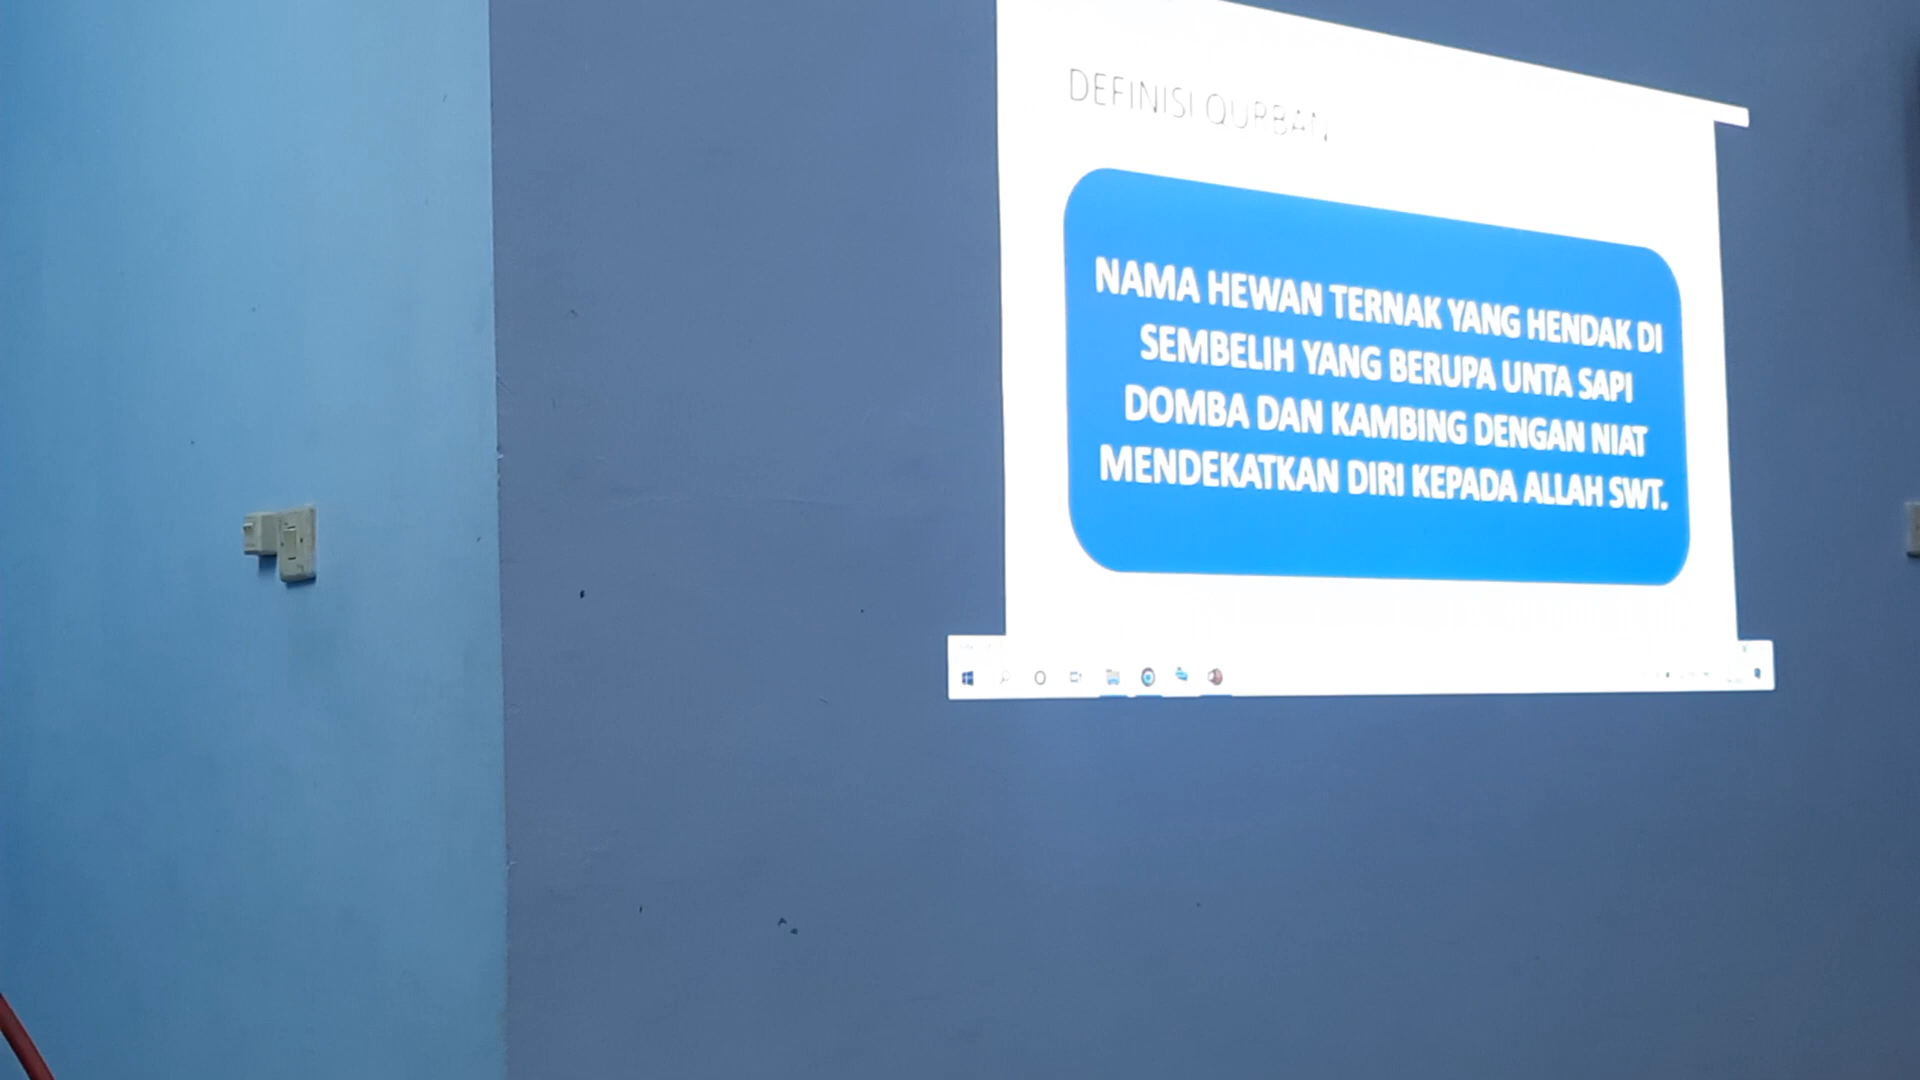 DEFINISI QURBAN
NAMA HEWAN TERNAK YANG HENDAK DI
SEMBELIH YANG BERUPA UNTA SAPI
DOMBA DAN KAMBING DENGAN NIAT
MENDEKATKAN DIRI KEPADA ALLAH SWT.